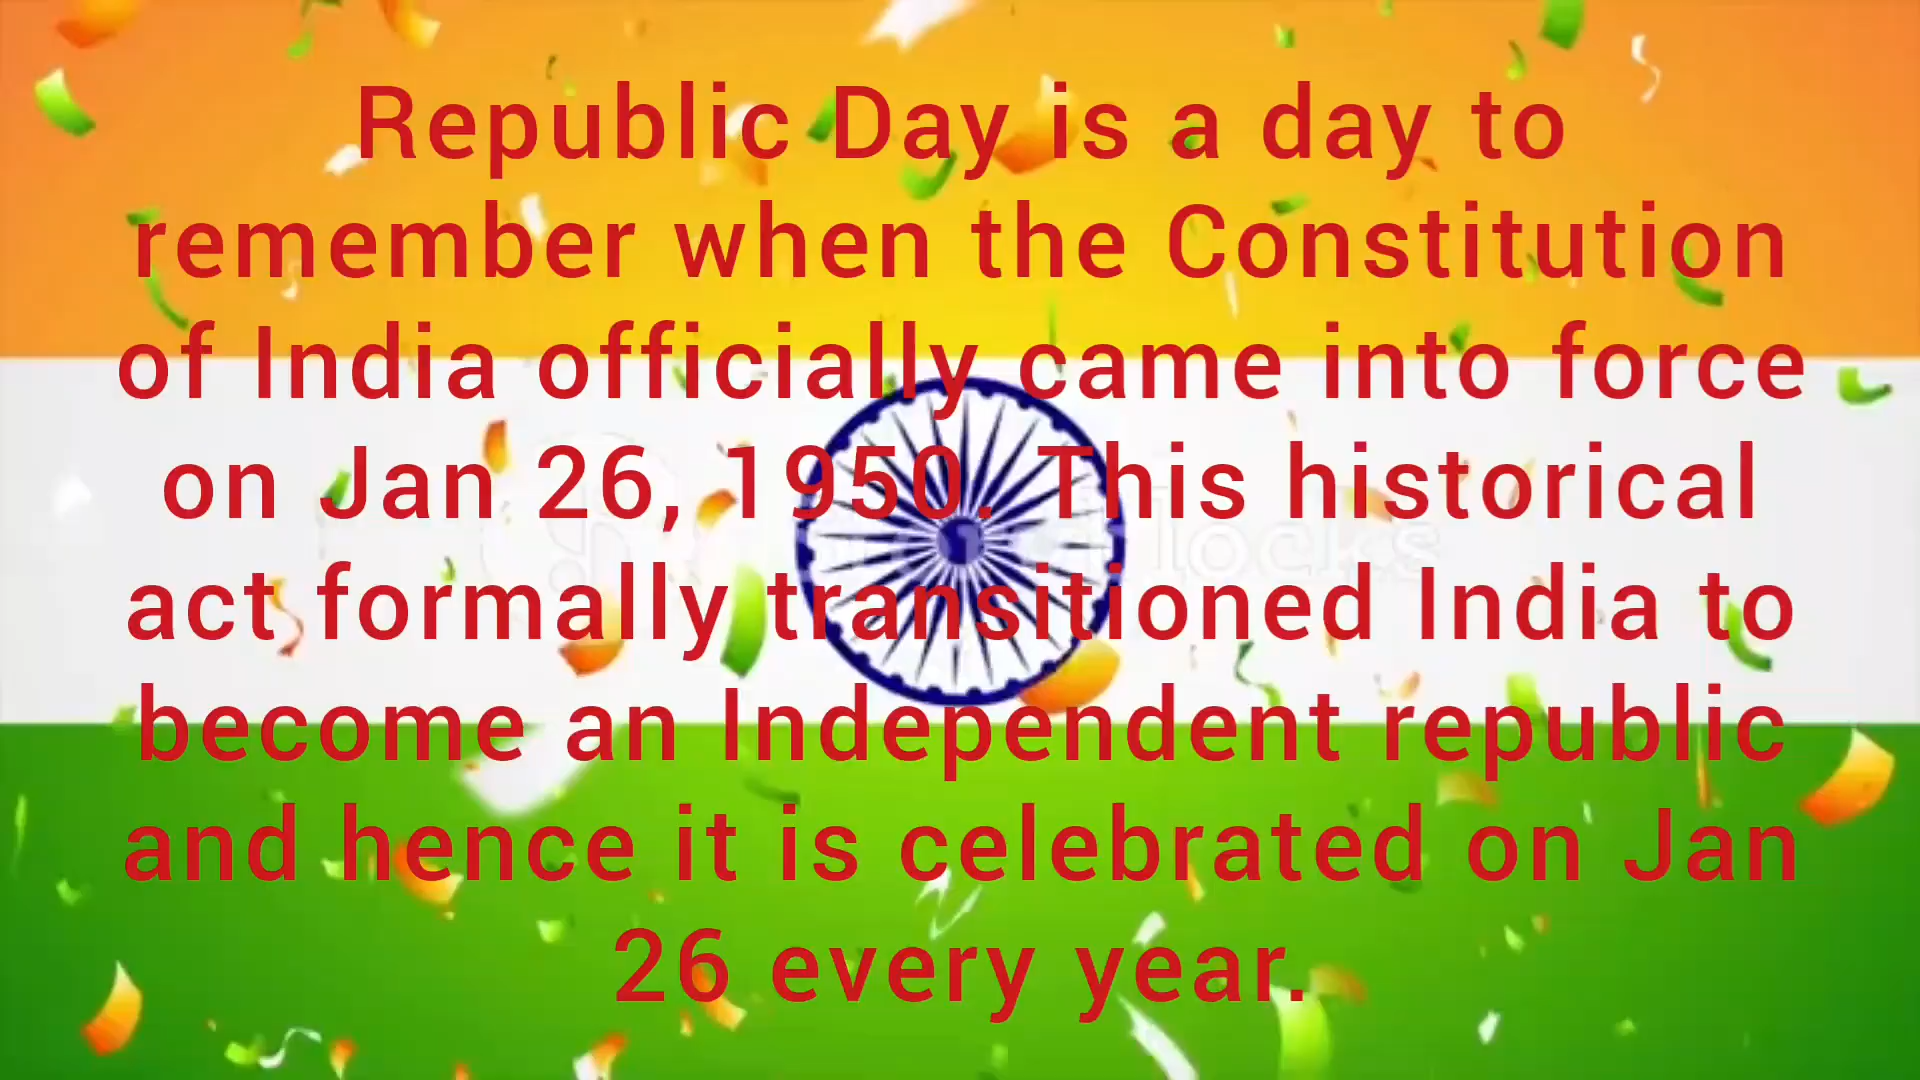 Republic Day is a day to
remember when the Constitution
of India officially came into force
on Jan 26, 1950. This historical
act formally transitioned India to
become an Independent republic
and hence it is celebrated on Jan
26 every year.